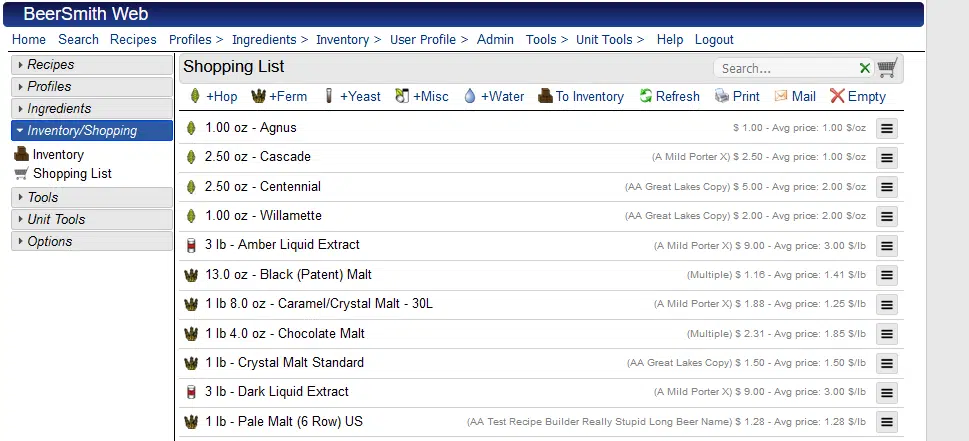 BeerSmith Web
Home Search Recipes Profiles > Ingredients > Inventory > User Profile > Admin Tools > Unit Tools > Help Logout
Recipes
Profiles
Ingredients
Inventory/Shopping
Inventory
Shopping List
Tools
Unit Tools
Options
Shopping List
Search...
+Hop +Ferm +Yeast +Misc +Water To Inventory Refresh Print Mail Empty
1.00 oz - Agnus $ 1.00 - Avg price: 1.00 $/oz
2.50 oz - Cascade (A Mild Porter X) $ 2.50 - Avg price: 1.00 $/oz
2.50 oz - Centennial (AA Great Lakes Copy) $ 5.00 - Avg price: 2.00 $/oz
1.00 oz - Willamette (AA Great Lakes Copy) $ 2.00 - Avg price: 2.00 $/oz
3 lb - Amber Liquid Extract (A Mild Porter X) $ 9.00 - Avg price: 3.00 $/lb
13.0 oz - Black (Patent) Malt (Multiple) $ 1.16 - Avg price: 1.41 $/lb
1 lb 8.0 oz - Caramel/Crystal Malt - 30L (A Mild Porter X) $ 1.88 - Avg price: 1.25 $/lb
1 lb 4.0 oz - Chocolate Malt (Multiple) $ 2.31 - Avg price: 1.85 $/lb
1 lb - Crystal Malt Standard (AA Great Lakes Copy) $ 1.50 - Avg price: 1.50 $/lb
3 lb - Dark Liquid Extract (A Mild Porter X) $ 9.00 - Avg price: 3.00 $/lb
1 lb - Pale Malt (6 Row) US (AA Test Recipe Builder Really Stupid Long Beer Name) $ 1.28 - Avg price: 1.28 $/lb